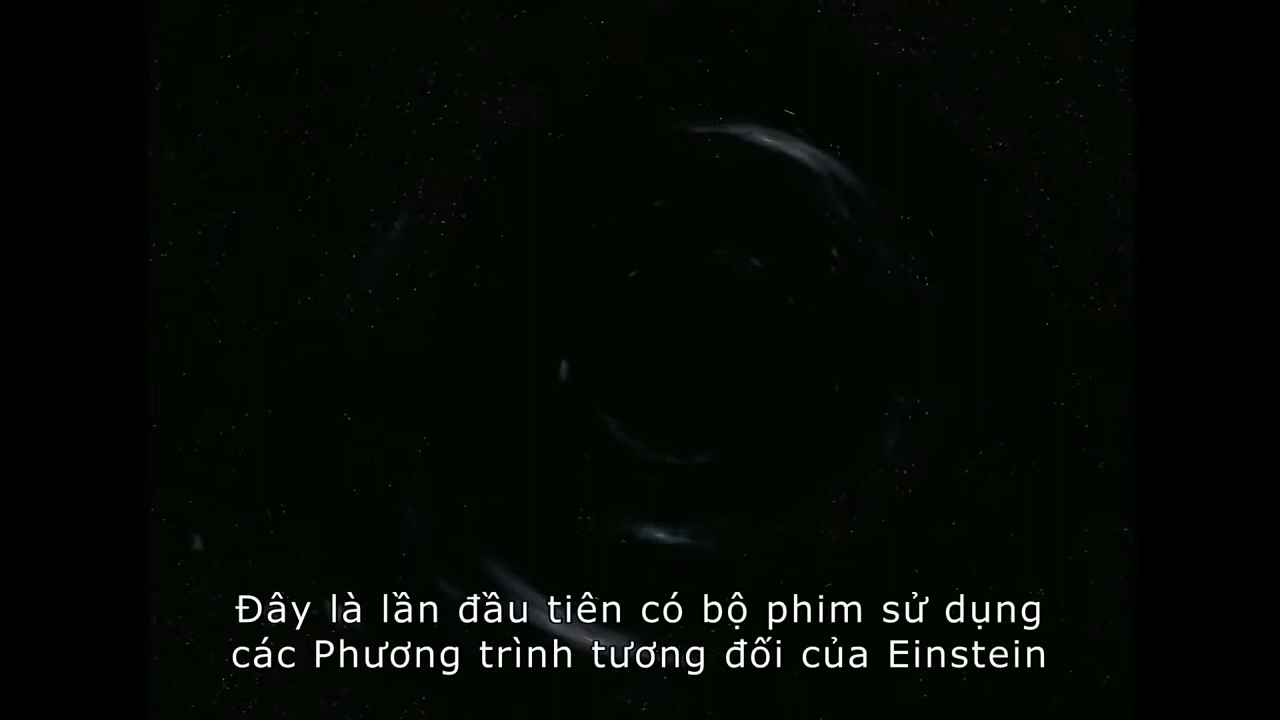 Đây là lần đầu tiên có bộ phim sử dụng
các Phương trình tương đối của Einstein